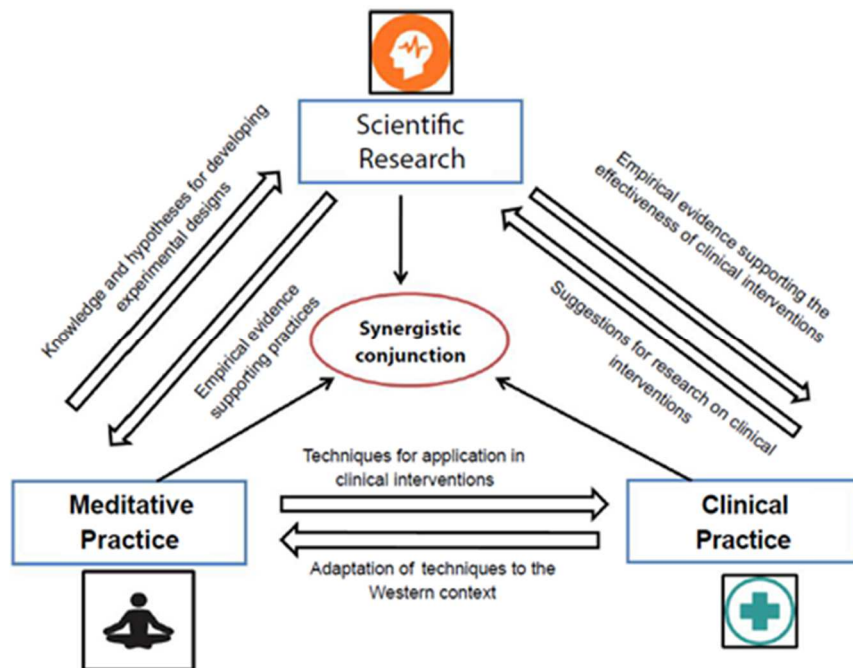 Scientific
Research
Knowledge and hypotheses for developing
experimental designs
Empirical evidence
supporting practices
Empirical evidence supporting the
effectiveness of clinical interventions
Suggestions for research on clinical
interventions
Synergistic
conjunction
Techniques for application in
clinical interventions
Meditative
Practice
Clinical
Practice
Adaptation of techniques to the
Western context